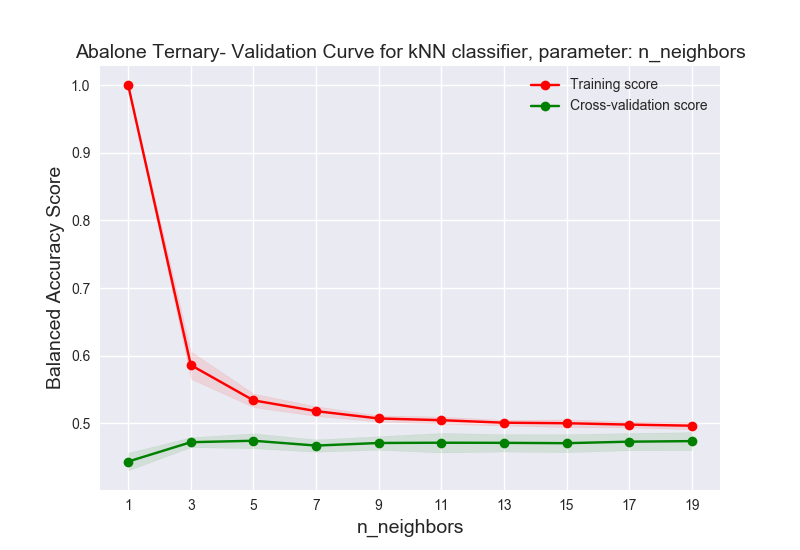 Abalone Ternary- Validation Curve for kNN classifier, parameter: n_neighbors
Training score
Cross-validation score
Balanced Accuracy Score
1.0
0.9
0.8
0.7
0.6
0.5
1 3 5 7 9 11 13 15 17 19
n_neighbors